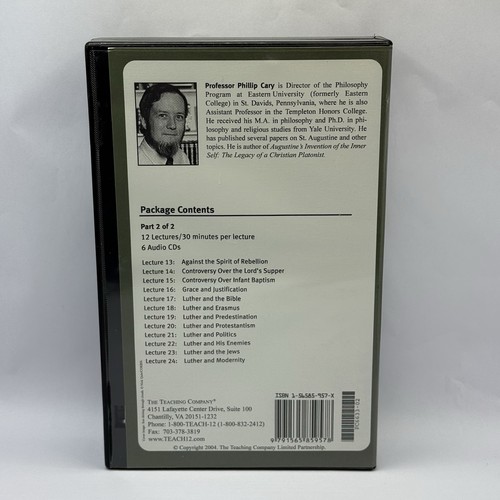 Professor Phillip Cary is Director of the Philosophy
Program at Eastern University (formerly Eastern
College) in St. Davids, Pennsylvania, where he is also
Assistant Professor in the Templeton Honors College.
He received his M.A. in philosophy and Ph.D. in phi-
losophy and religious studies from Yale University. He
has published several papers on St. Augustine and other
topics. He is author of Augustine's Invention of the Inner
Self: The Legacy of a Christian Platonist.
Package Contents
Part 2 of 2
12 Lectures/30 minutes per lecture
6 Audio CDs
Lecture 13: Against the Spirit of Rebellion
Lecture 14: Controversy Over the Lord's Supper
Lecture 15: Controversy Over Infant Baptism
Lecture 16: Grace and Justification
Lecture 17: Luther and the Bible
Lecture 18: Luther and Erasmus
Lecture 19: Luther and Predestination
Lecture 20: Luther and Protestantism
Lecture 21: Luther and Politics
Lecture 22: Luther and His Enemies
Lecture 23: Luther and the Jews
Lecture 24: Luther and Modernity
THE TEACHING COMPANY®
4151 Lafayette Center Drive, Suite 100
Chantilly, VA 20151-1232
Phone: 1-800-TEACH-12 (1-800-832-2412)
Fax: 703-378-3819
WWW.TEACH12.COM
ISBN 1-56585-957-X
9 791565 859578
© Copyright 2004. The Teaching Company Limited Partnership